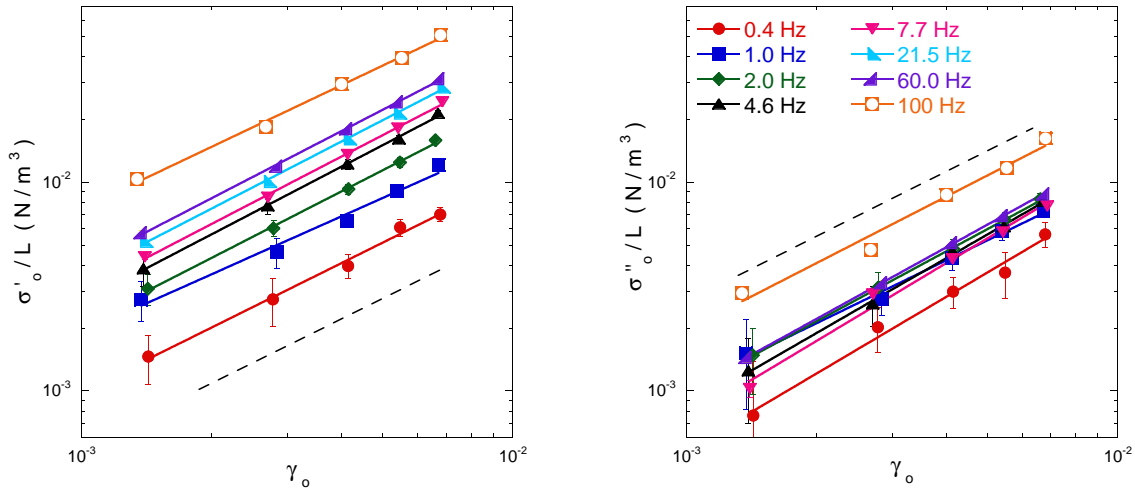 σ'ₒ / L ( N / m³ )
10⁻²
10⁻³
10⁻³
10⁻²
γₒ
0.4 Hz
1.0 Hz
2.0 Hz
4.6 Hz
7.7 Hz
21.5 Hz
60.0 Hz
100 Hz
σ''ₒ / L ( N / m³ )
10⁻²
10⁻³
10⁻³
10⁻²
γₒ